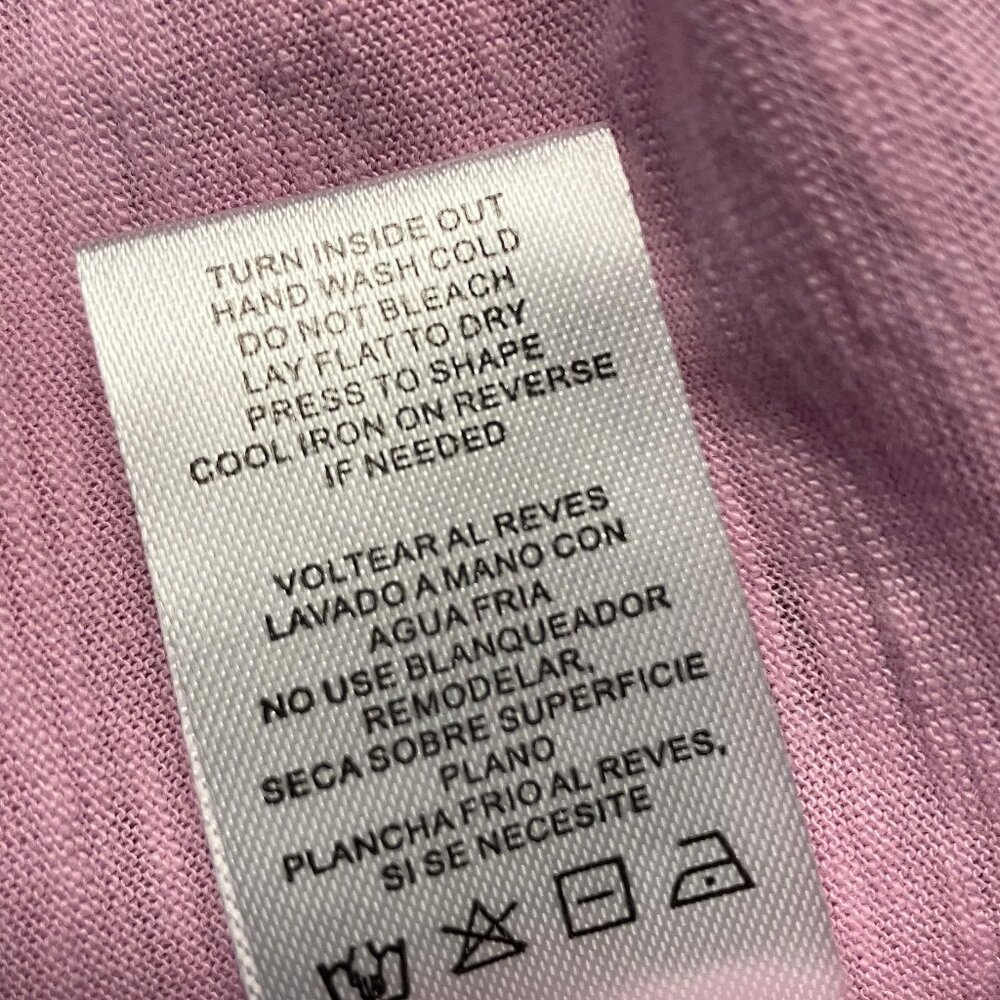 TURN INSIDE OUT
HAND WASH COLD
DO NOT BLEACH
LAY FLAT TO DRY
PRESS TO SHAPE
COOL IRON ON REVERSE
IF NEEDED
VOLTEAR AL REVES
LAVADO A MANO CON
AGUA FRIA
NO USE BLANQUEADOR
REMODELAR,
SECA SOBRE SUPERFICIE
PLANO
PLANCHA FRIO AL REVES,
SI SE NECESITE